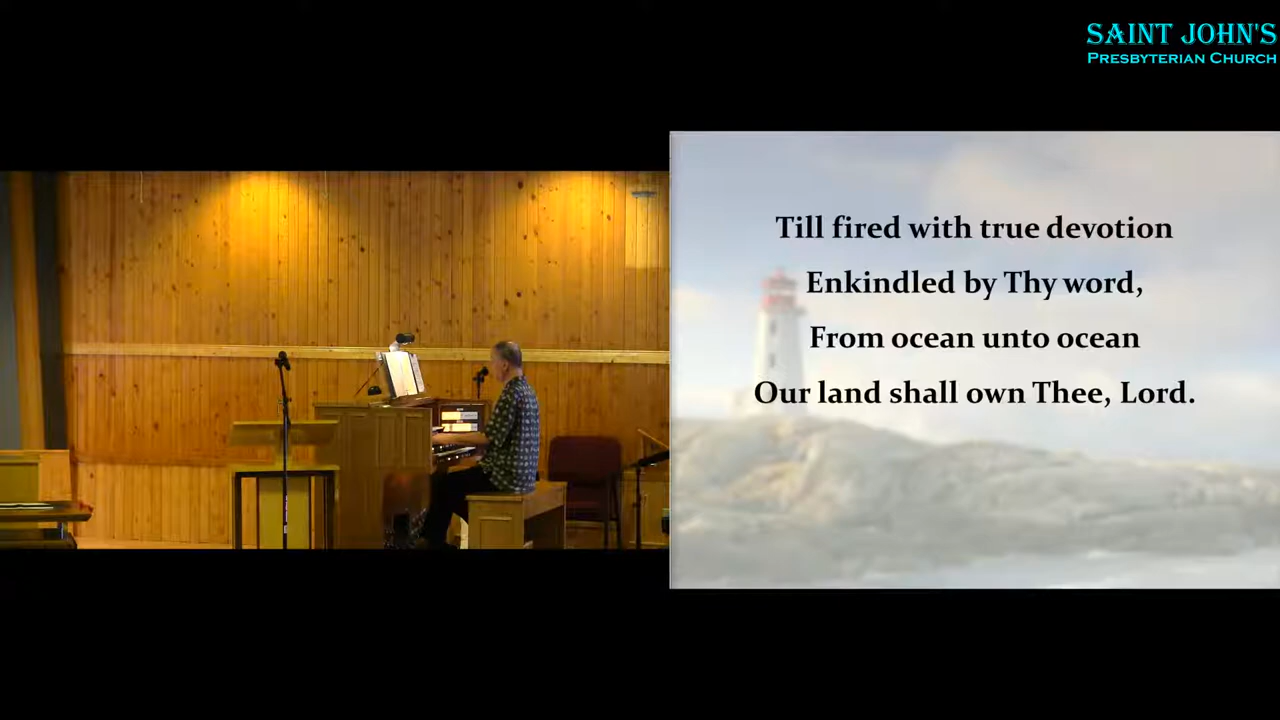 SAINT JOHN'S
PRESBYTERIAN CHURCH
Till fired with true devotion
Enkindled by Thy word,
From ocean unto ocean
Our land shall own Thee, Lord.